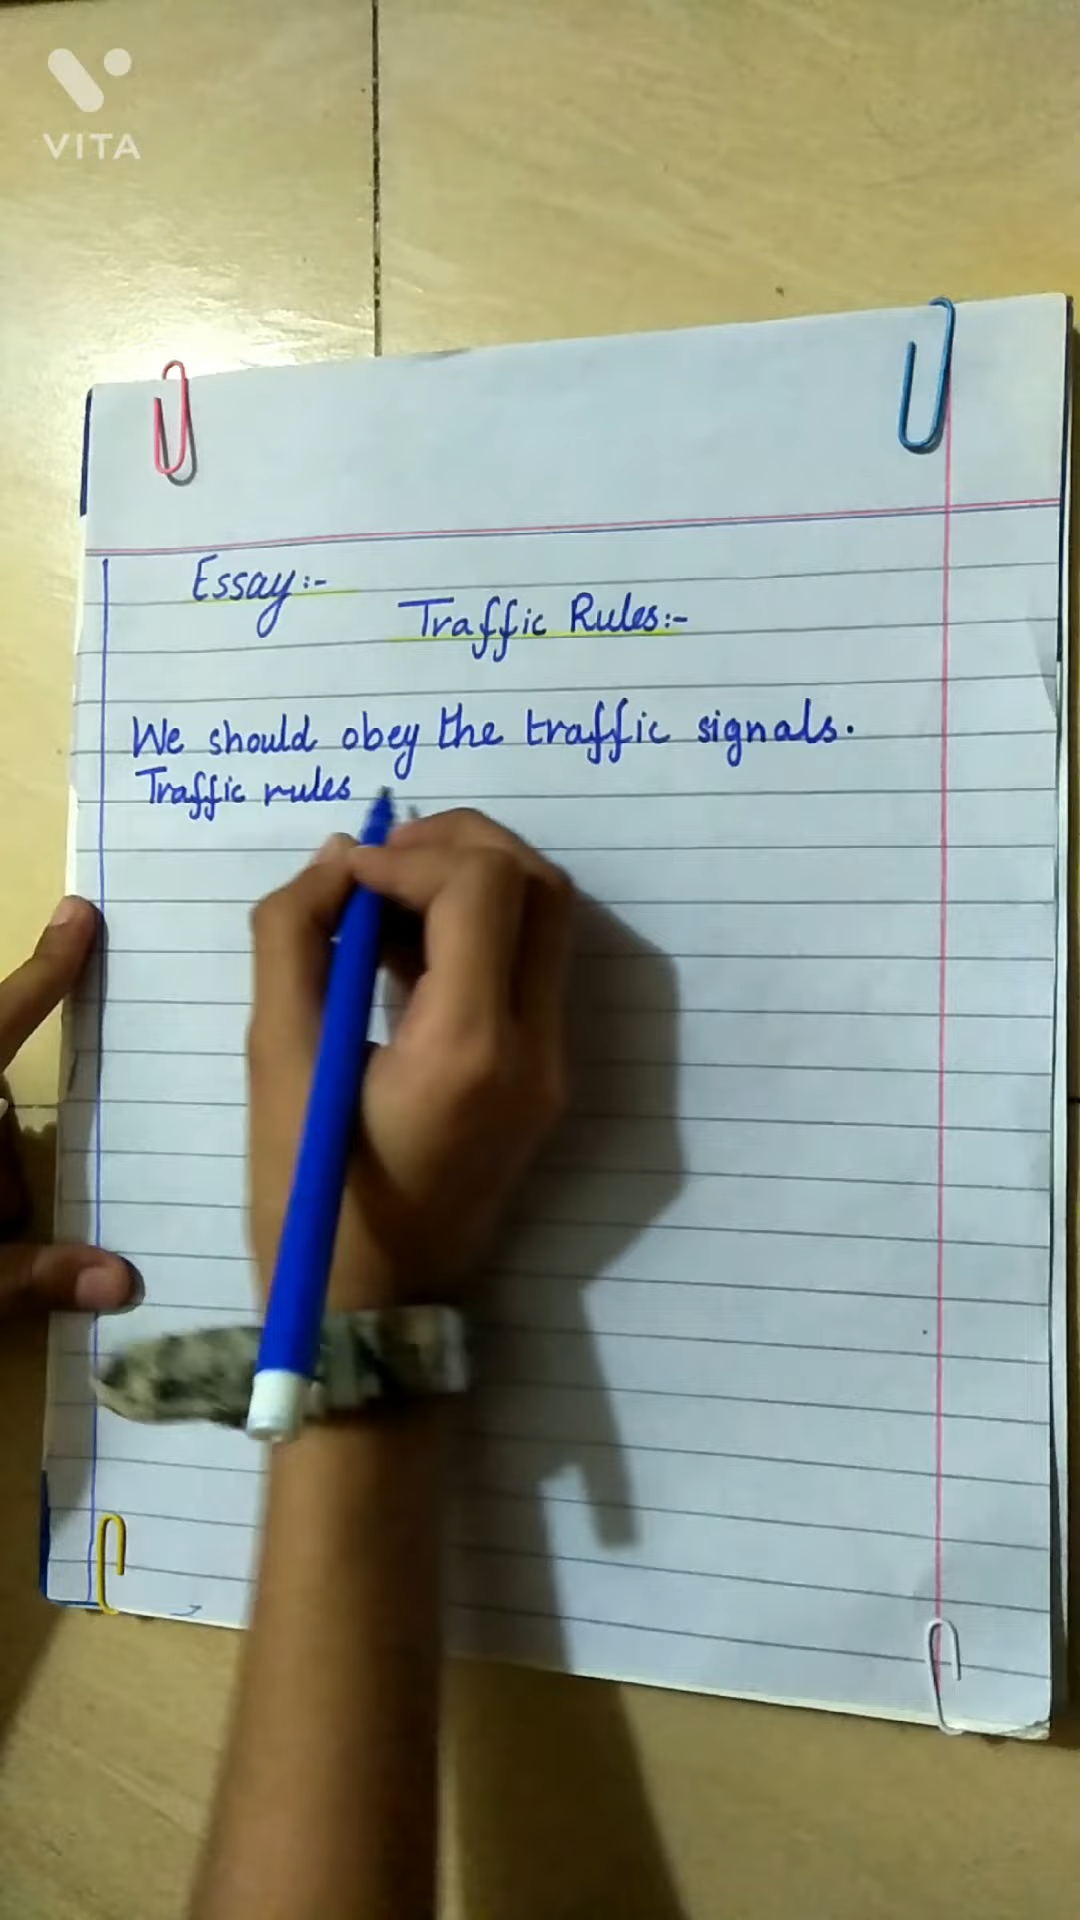 VITA
Essay:-
Traffic Rules:-
We should obey the traffic signals.
Traffic rules